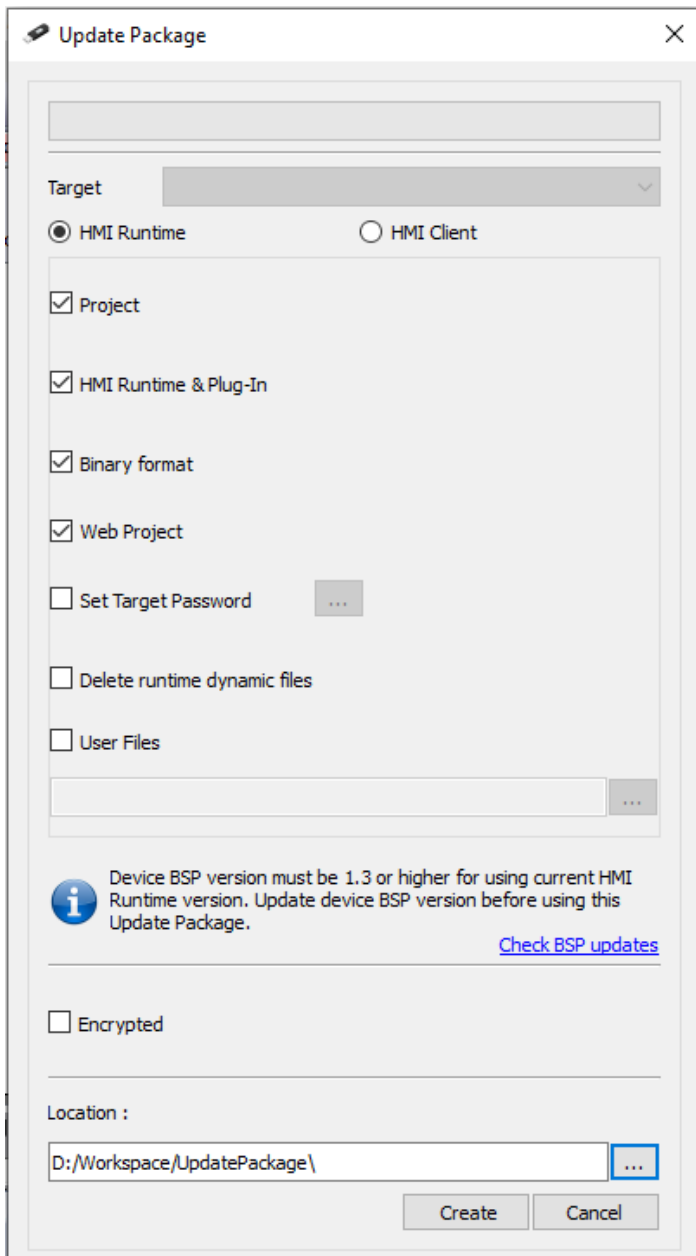 Update Package
Target
HMI Runtime
HMI Client
Project
HMI Runtime & Plug-In
Binary format
Web Project
Set Target Password
...
Delete runtime dynamic files
User Files
...
Device BSP version must be 1.3 or higher for using current HMI
Runtime version. Update device BSP version before using this
Update Package.
Check BSP updates
Encrypted
Location :
D:/Workspace/UpdatePackage\
...
Create
Cancel